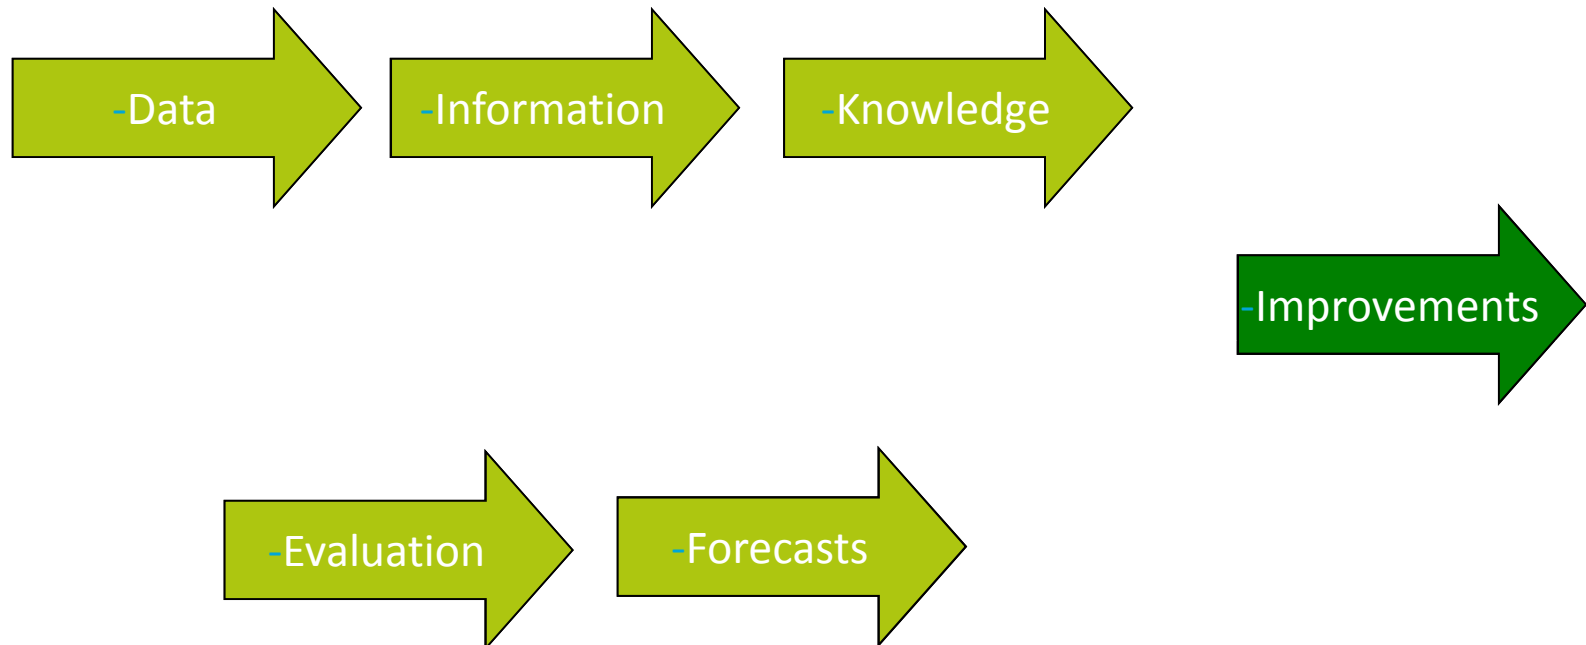 -Data
-Information
-Knowledge
-Improvements
-Evaluation
-Forecasts